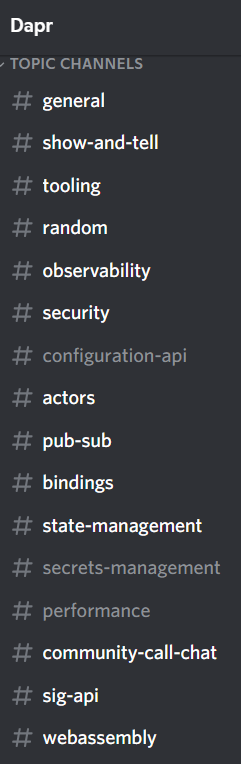 Dapr
TOPIC CHANNELS
# general
# show-and-tell
# tooling
# random
# observability
# security
# configuration-api
# actors
# pub-sub
# bindings
# state-management
# secrets-management
# performance
# community-call-chat
# sig-api
# webassembly